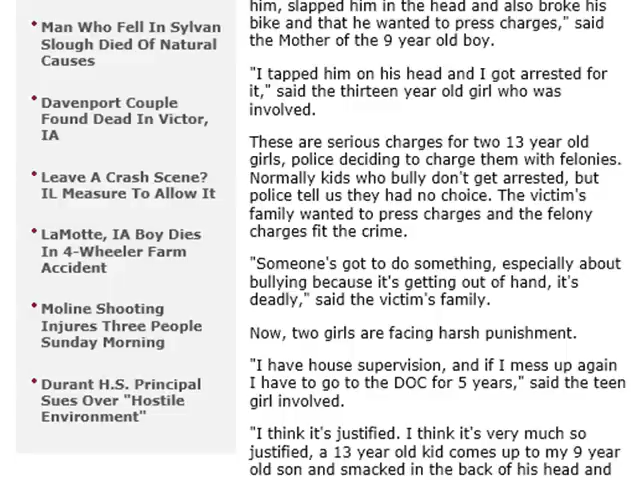 Man Who Fell In Sylvan
Slough Died Of Natural
Causes
Davenport Couple
Found Dead In Victor,
IA
Leave A Crash Scene?
IL Measure To Allow It
LaMotte, IA Boy Dies
In 4-Wheeler Farm
Accident
Moline Shooting
Injures Three People
Sunday Morning
Durant H.S. Principal
Sues Over "Hostile
Environment"
him, slapped him in the head and also broke his
bike and that he wanted to press charges," said
the Mother of the 9 year old boy.
"I tapped him on his head and I got arrested for
it," said the thirteen year old girl who was
involved.
These are serious charges for two 13 year old
girls, police deciding to charge them with felonies.
Normally kids who bully don't get arrested, but
police tell us they had no choice. The victim's
family wanted to press charges and the felony
charges fit the crime.
"Someone's got to do something, especially about
bullying because it's getting out of hand, it's
deadly," said the victim's family.
Now, two girls are facing harsh punishment.
"I have house supervision, and if I mess up again
I have to go to the DOC for 5 years," said the teen
girl involved.
"I think it's justified. I think it's very much so
justified, a 13 year old kid comes up to my 9 year
old son and smacked in the back of his head and